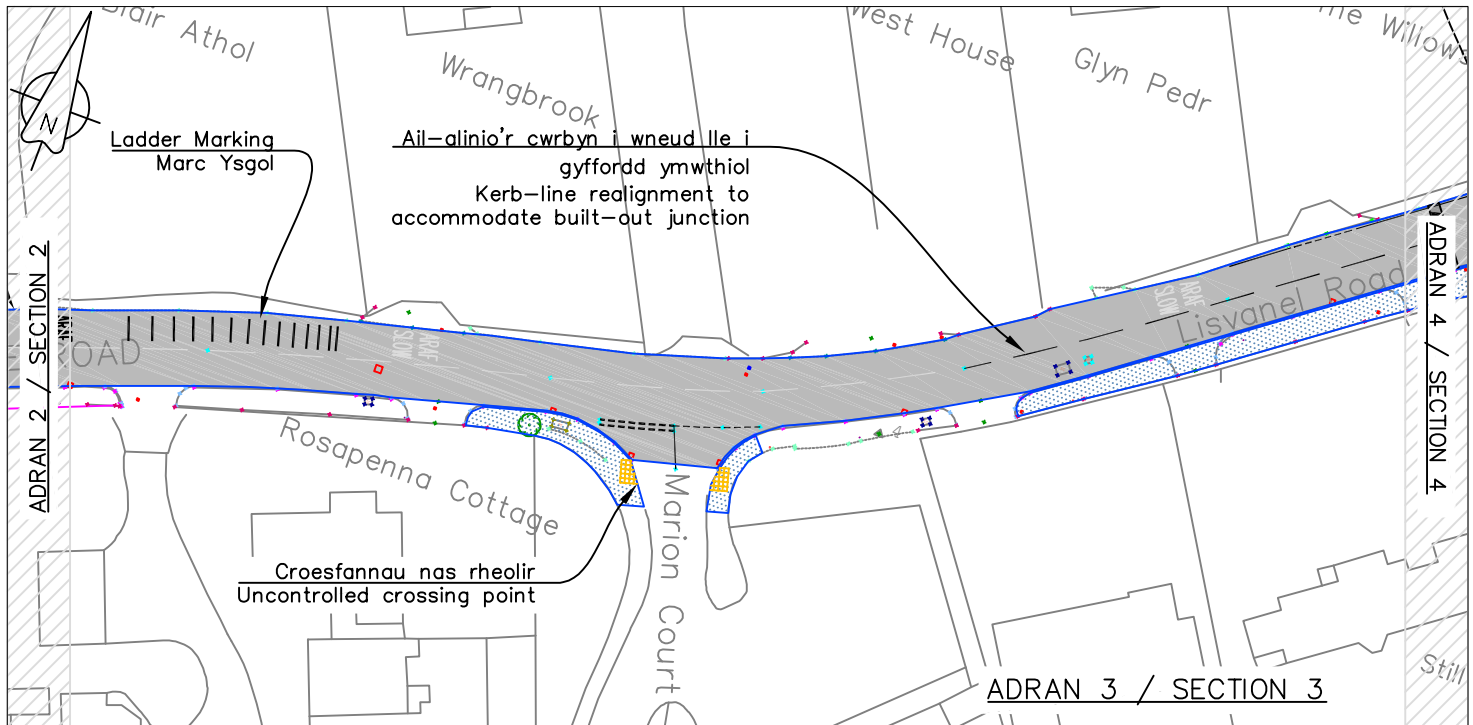 Blair Athol
Wrangbrook
West House
Glyn Pedr
The Willows
N
Ladder Marking
Marc Ysgol
Ail-alinio'r cwrbyn i wneud lle i
gyffordd ymwthiol
Kerb-line realignment to
accommodate built-out junction
ADRAN 2 / SECTION 2
ROAD
ARAF
ARAF
SLOW
ARAF
SLOW
Lisvanel Road
ADRAN 4 / SECTION 4
Rosapenna Cottage
Marion Court
Croesfannau nas rheolir
Uncontrolled crossing point
ADRAN 3 / SECTION 3
Still